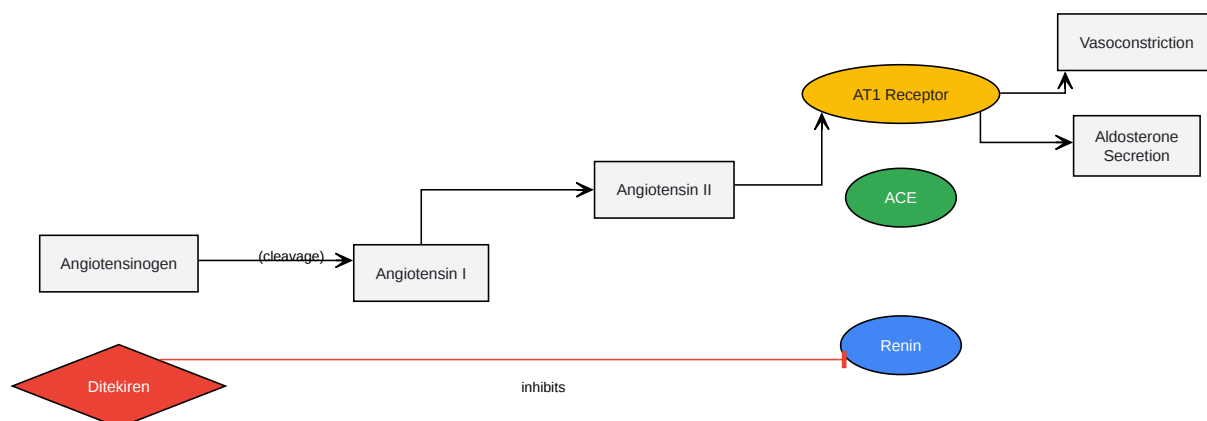 Vasoconstriction
AT1 Receptor
Aldosterone
Secretion
Angiotensin II
ACE
Angiotensinogen
(cleavage)
Angiotensin I
Renin
Ditekiren
inhibits